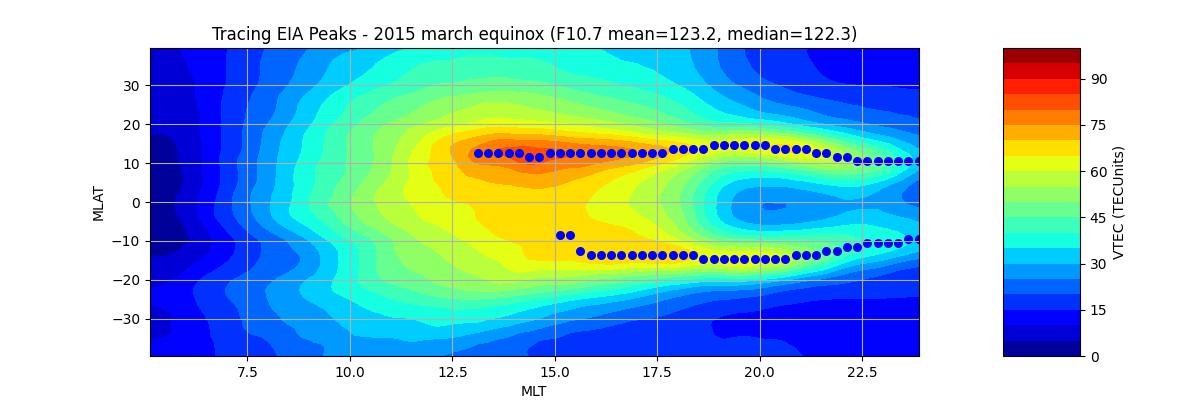 Tracing EIA Peaks - 2015 march equinox (F10.7 mean=123.2, median=122.3)
MLAT
30
20
10
0
−10
−20
−30
7.5 10.0 12.5 15.0 17.5 20.0 22.5
MLT
90
75
60
45
30
15
0
VTEC (TECUnits)